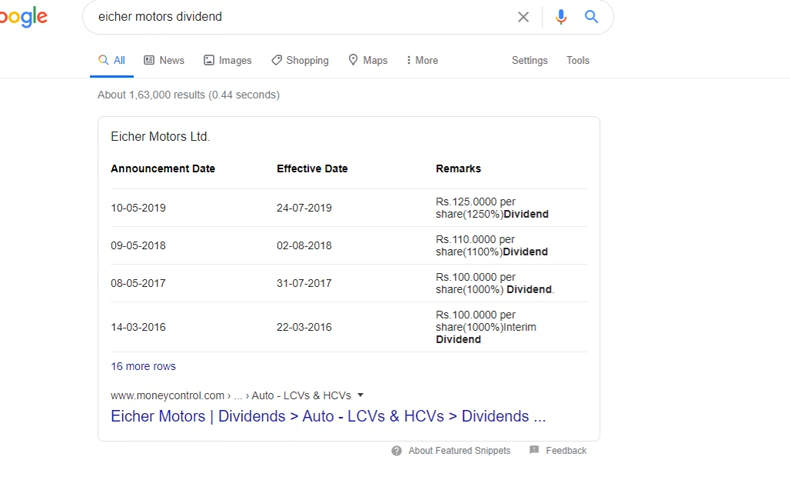 oogle
eicher motors dividend
All News Images Shopping Maps More Settings Tools
About 1,63,000 results (0.44 seconds)
Eicher Motors Ltd.
Announcement Date Effective Date Remarks
10-05-2019 24-07-2019 Rs.125.0000 per
share(1250%)Dividend
09-05-2018 02-08-2018 Rs.110.0000 per
share(1100%)Dividend
08-05-2017 31-07-2017 Rs.100.0000 per
share(1000%) Dividend.
14-03-2016 22-03-2016 Rs.100.0000 per
share(1000%)Interim
Dividend
16 more rows
www.moneycontrol.com › ... › Auto - LCVs & HCVs
Eicher Motors | Dividends > Auto - LCVs & HCVs > Dividends ...
About Featured Snippets Feedback